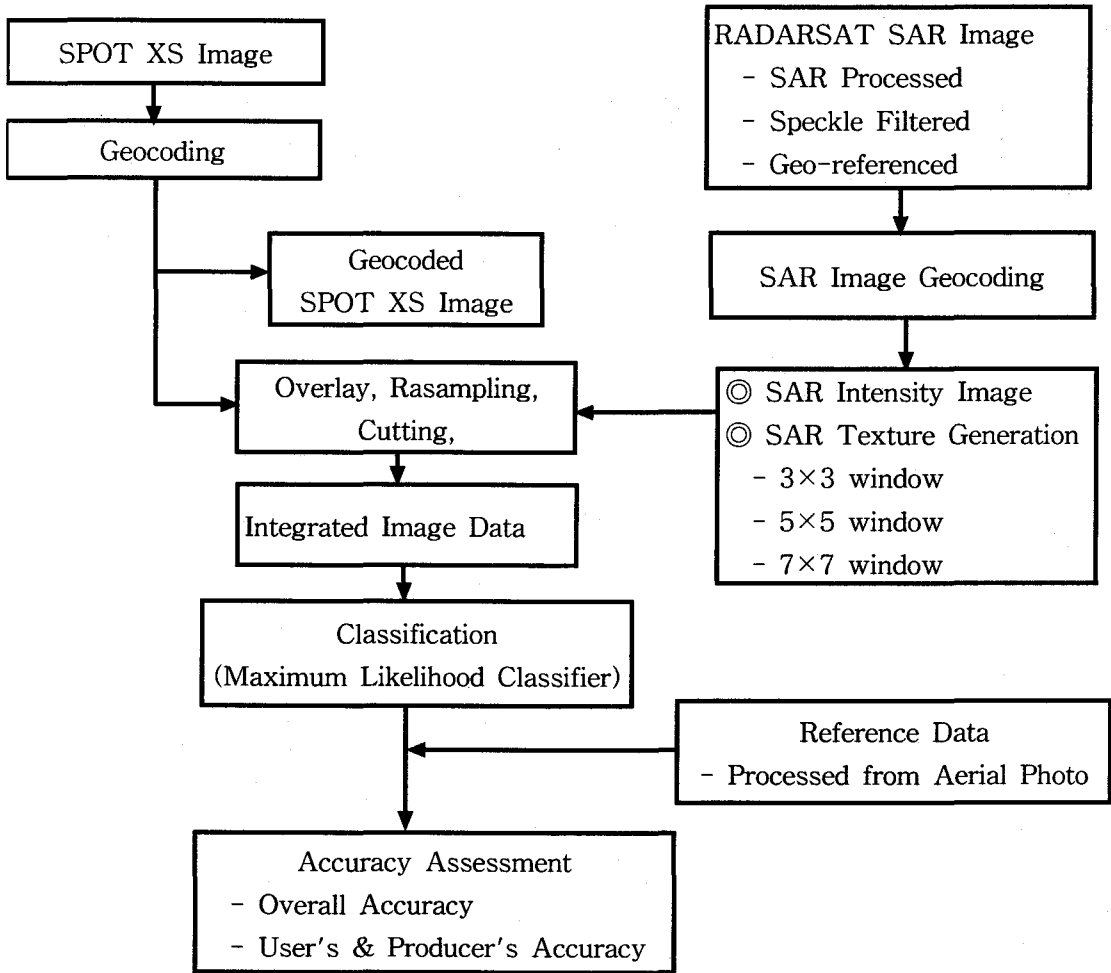 SPOT XS Image
Geocoding
Geocoded
SPOT XS Image
RADARSAT SAR Image
- SAR Processed
- Speckle Filtered
- Geo-referenced
SAR Image Geocoding
◎ SAR Intensity Image
◎ SAR Texture Generation
- 3×3 window
- 5×5 window
- 7×7 window
Overlay, Rasampling,
Cutting,
Integrated Image Data
Classification
(Maximum Likelihood Classifier)
Reference Data
- Processed from Aerial Photo
Accuracy Assessment
- Overall Accuracy
- User's & Producer's Accuracy